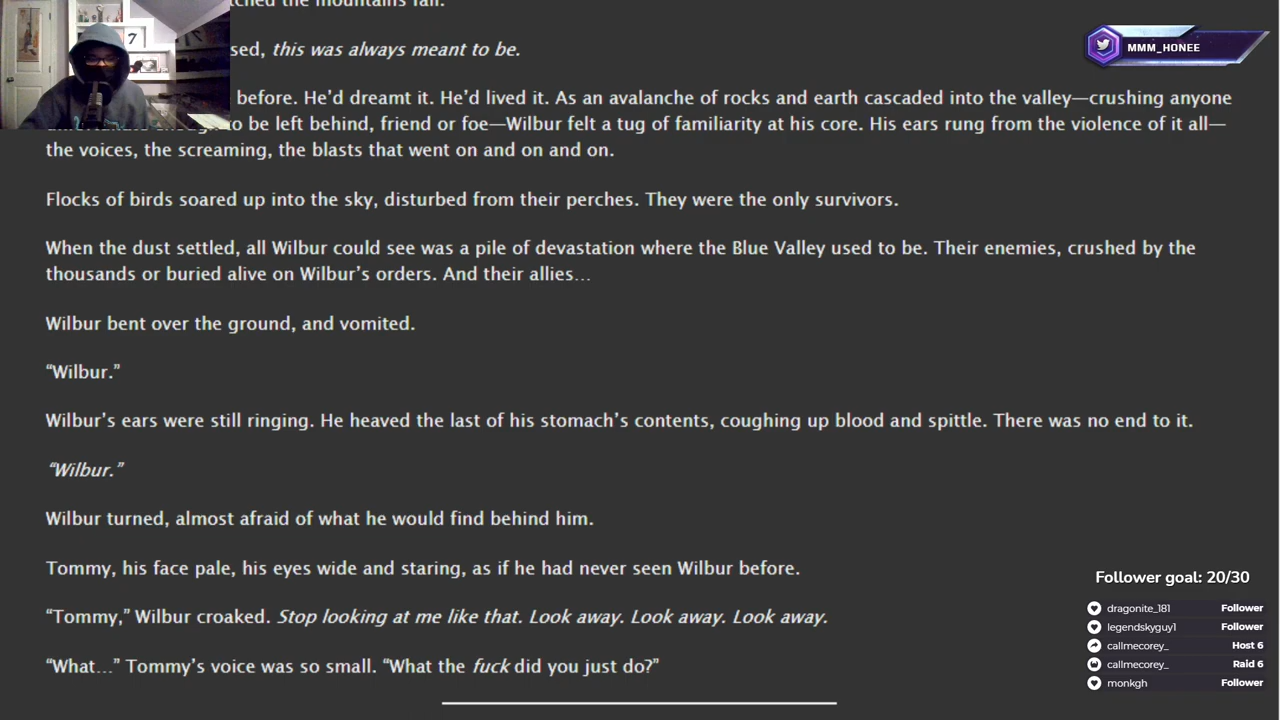 tched the mountains fall.
7
sed, this was always meant to be.
MMM_HONEE
before. He’d dreamt it. He’d lived it. As an avalanche of rocks and earth cascaded into the valley—crushing anyone
to be left behind, friend or foe—Wilbur felt a tug of familiarity at his core. His ears rung from the violence of it all—
the voices, the screaming, the blasts that went on and on and on.
Flocks of birds soared up into the sky, disturbed from their perches. They were the only survivors.
When the dust settled, all Wilbur could see was a pile of devastation where the Blue Valley used to be. Their enemies, crushed by the
thousands or buried alive on Wilbur’s orders. And their allies…
Wilbur bent over the ground, and vomited.
“Wilbur.”
Wilbur’s ears were still ringing. He heaved the last of his stomach’s contents, coughing up blood and spittle. There was no end to it.
“Wilbur.”
Wilbur turned, almost afraid of what he would find behind him.
Tommy, his face pale, his eyes wide and staring, as if he had never seen Wilbur before.
“Tommy,” Wilbur croaked. Stop looking at me like that. Look away. Look away. Look away.
“What…” Tommy’s voice was so small. “What the fuck did you just do?”
Follower goal: 20/30
dragonite_181 Follower
legendskyguy1 Follower
callmecorey_ Host 6
callmecorey_ Raid 6
monkgh Follower